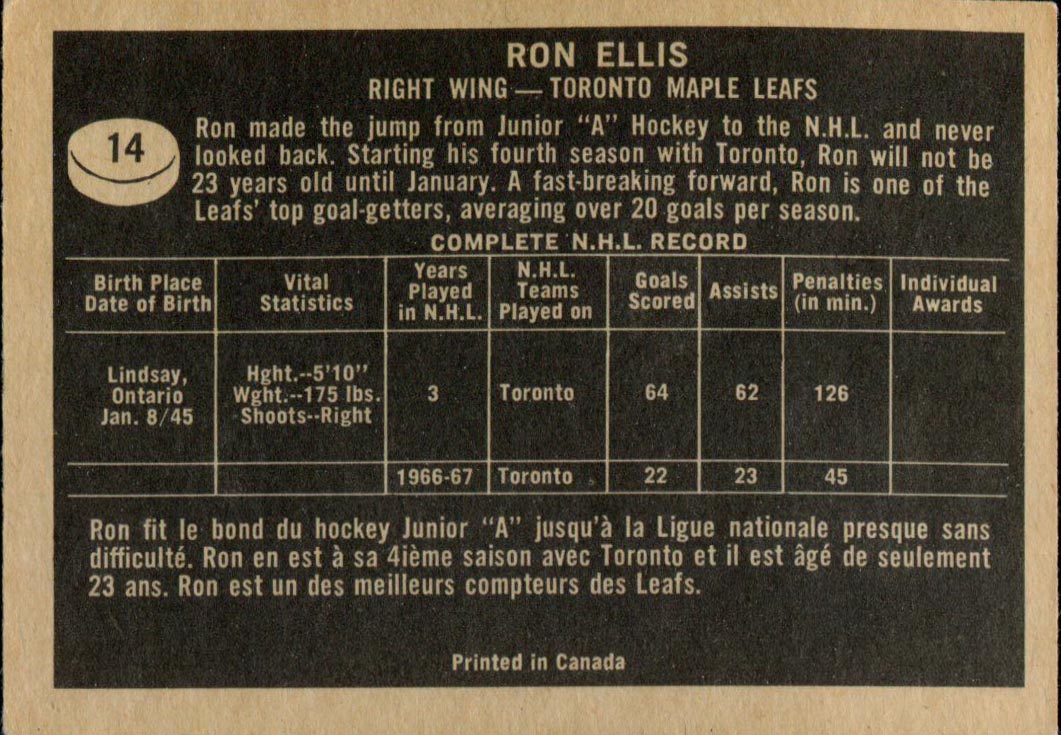 RON ELLIS
RIGHT WING — TORONTO MAPLE LEAFS
14
Ron made the jump from Junior "A" Hockey to the N.H.L. and never
looked back. Starting his fourth season with Toronto, Ron will not be
23 years old until January. A fast-breaking forward, Ron is one of the
Leafs' top goal-getters, averaging over 20 goals per season.
COMPLETE N.H.L. RECORD
Birth Place
Date of Birth
Vital
Statistics
Years
Played
in N.H.L.
N.H.L.
Teams
Played on
Goals
Scored
Assists
Penalties
(in min.)
Individual
Awards
Lindsay,
Ontario
Jan. 8/45
Hght.--5'10"
Wght.--175 lbs.
Shoots--Right
3
Toronto
64
62
126
1966-67
Toronto
22
23
45
Ron fit le bond du hockey Junior "A" jusqu'à la Ligue nationale presque sans
difficulté. Ron en est à sa 4ième saison avec Toronto et il est âgé de seulement
23 ans. Ron est un des meilleurs compteurs des Leafs.
Printed in Canada